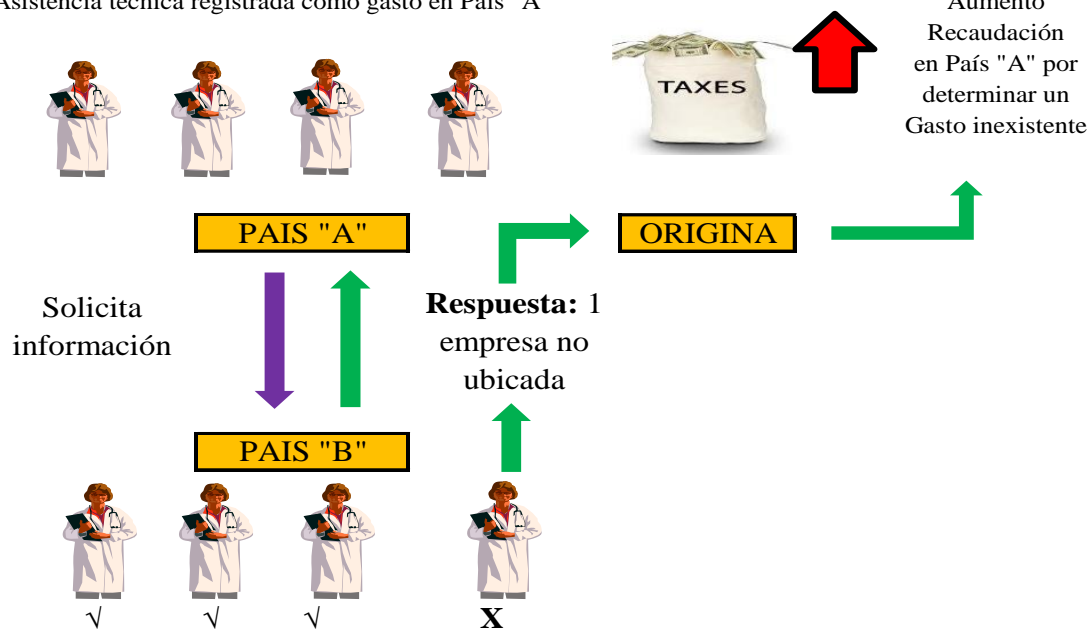 Asistencia técnica registrada como gasto en País "A"
Aumento
Recaudación
en País "A" por
determinar un
Gasto inexistente
TAXES
PAIS "A"
ORIGINA
Solicita
información
Respuesta: 1
empresa no
ubicada
PAIS "B"
√ √ √ X